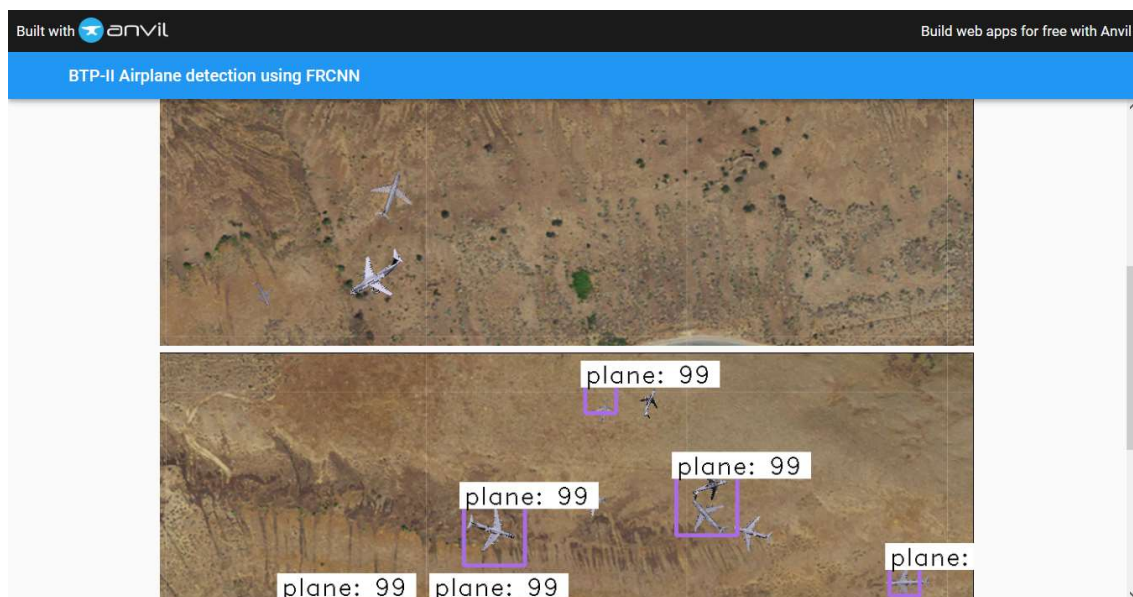 Built with anvil
Build web apps for free with Anvil
BTP-II Airplane detection using FRCNN
plane: 99
plane: 99
plane: 99
plane:
plane: 99
plane: 99